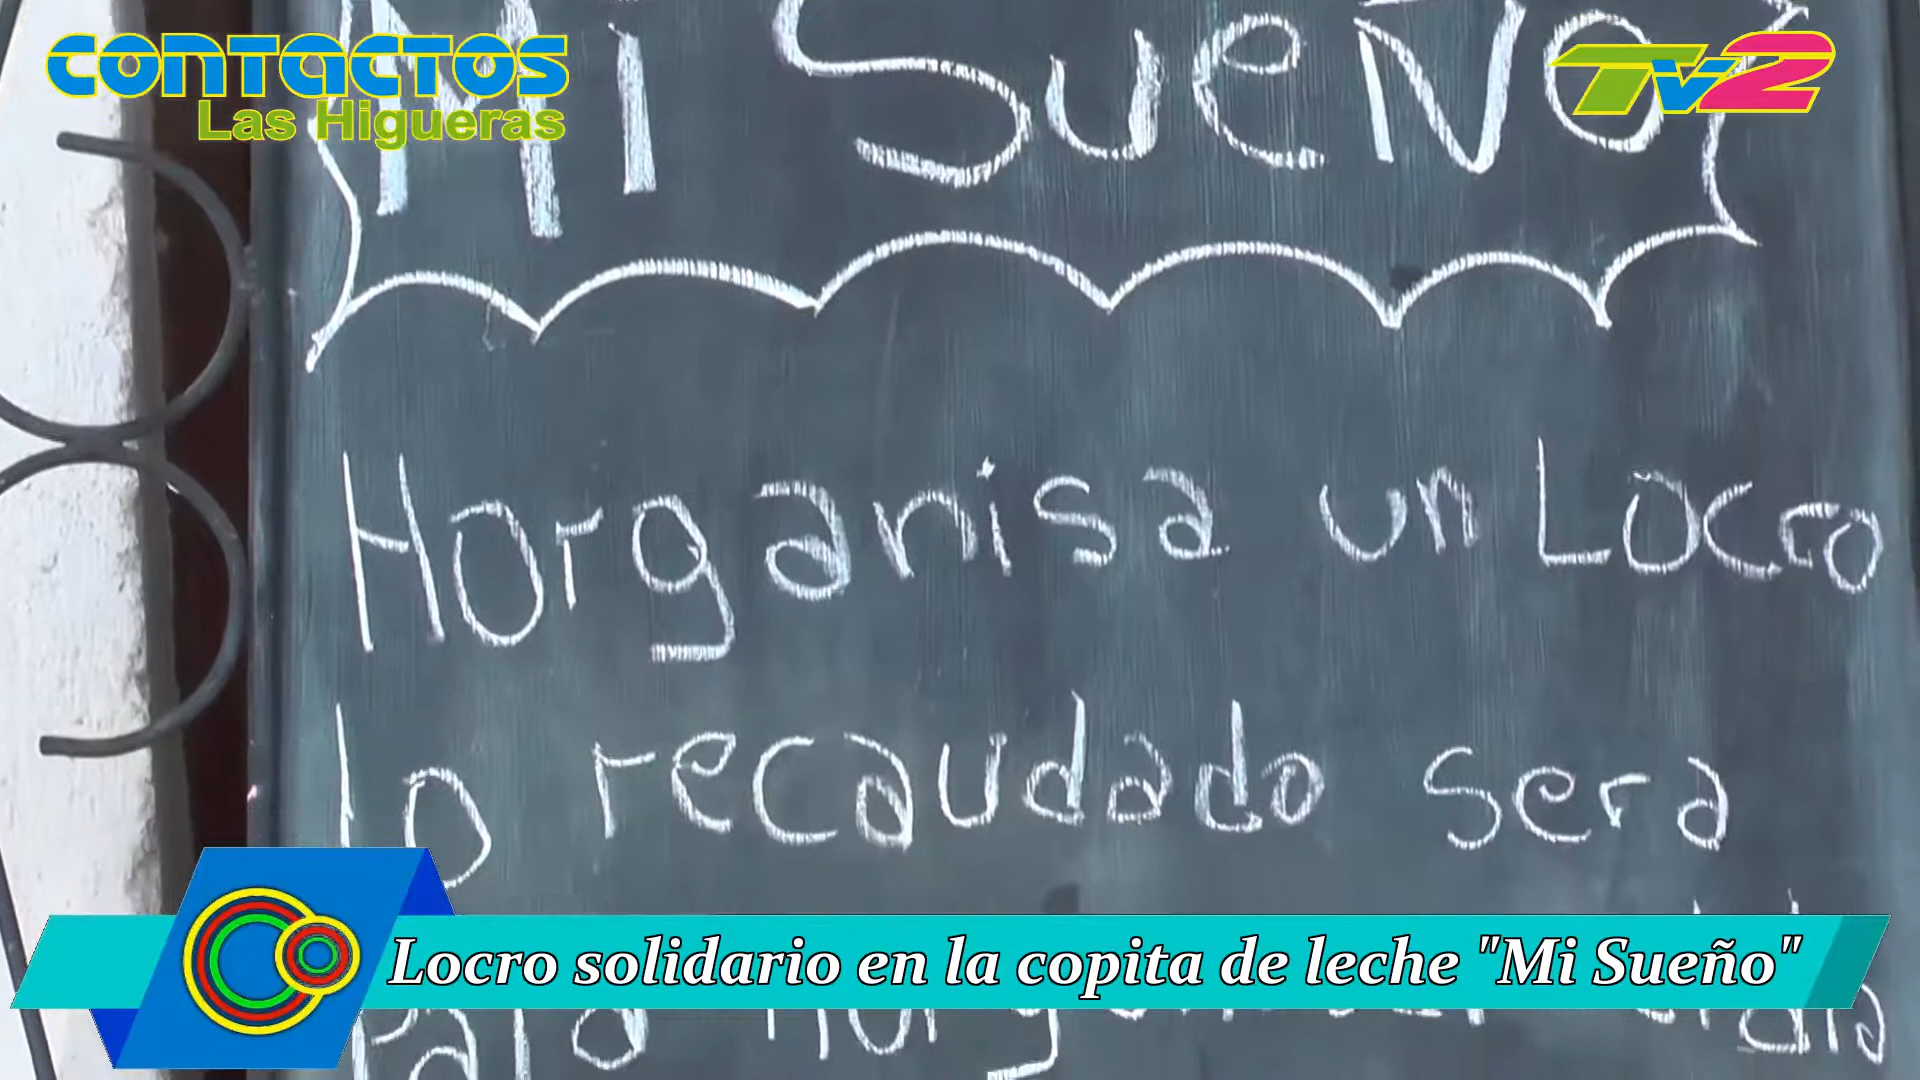 CONTACTOS
Las Higueras
TV2
Mi SueÑo
Horganisa un Locro
lo recaudado sera
Locro solidario en la copita de leche "Mi Sueño"
Para